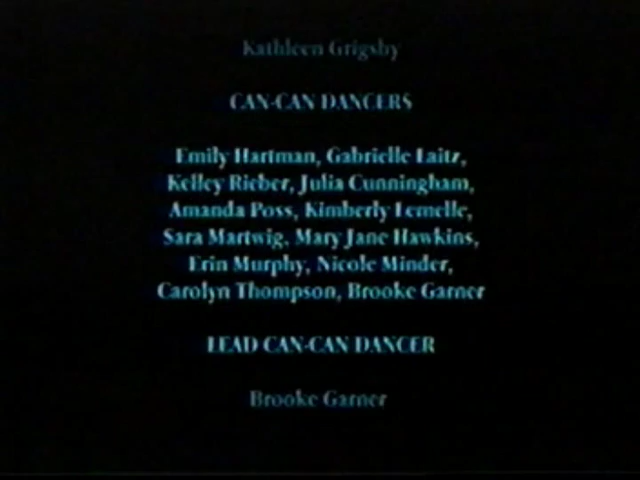 Kathleen Grigsby
CAN-CAN DANCERS
Emily Hartman, Gabrielle Laitz,
Kelley Rieber, Julia Cunningham,
Amanda Poss, Kimberly Lemelle,
Sara Martwig, Mary Jane Hawkins,
Erin Murphy, Nicole Minder,
Carolyn Thompson, Brooke Garner
LEAD CAN-CAN DANCER
Brooke Garner